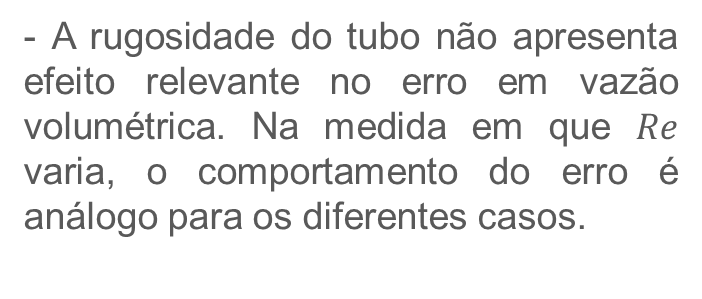 - A rugosidade do tubo não apresenta
efeito relevante no erro em vazão
volumétrica. Na medida em que Re
varia, o comportamento do erro é
análogo para os diferentes casos.